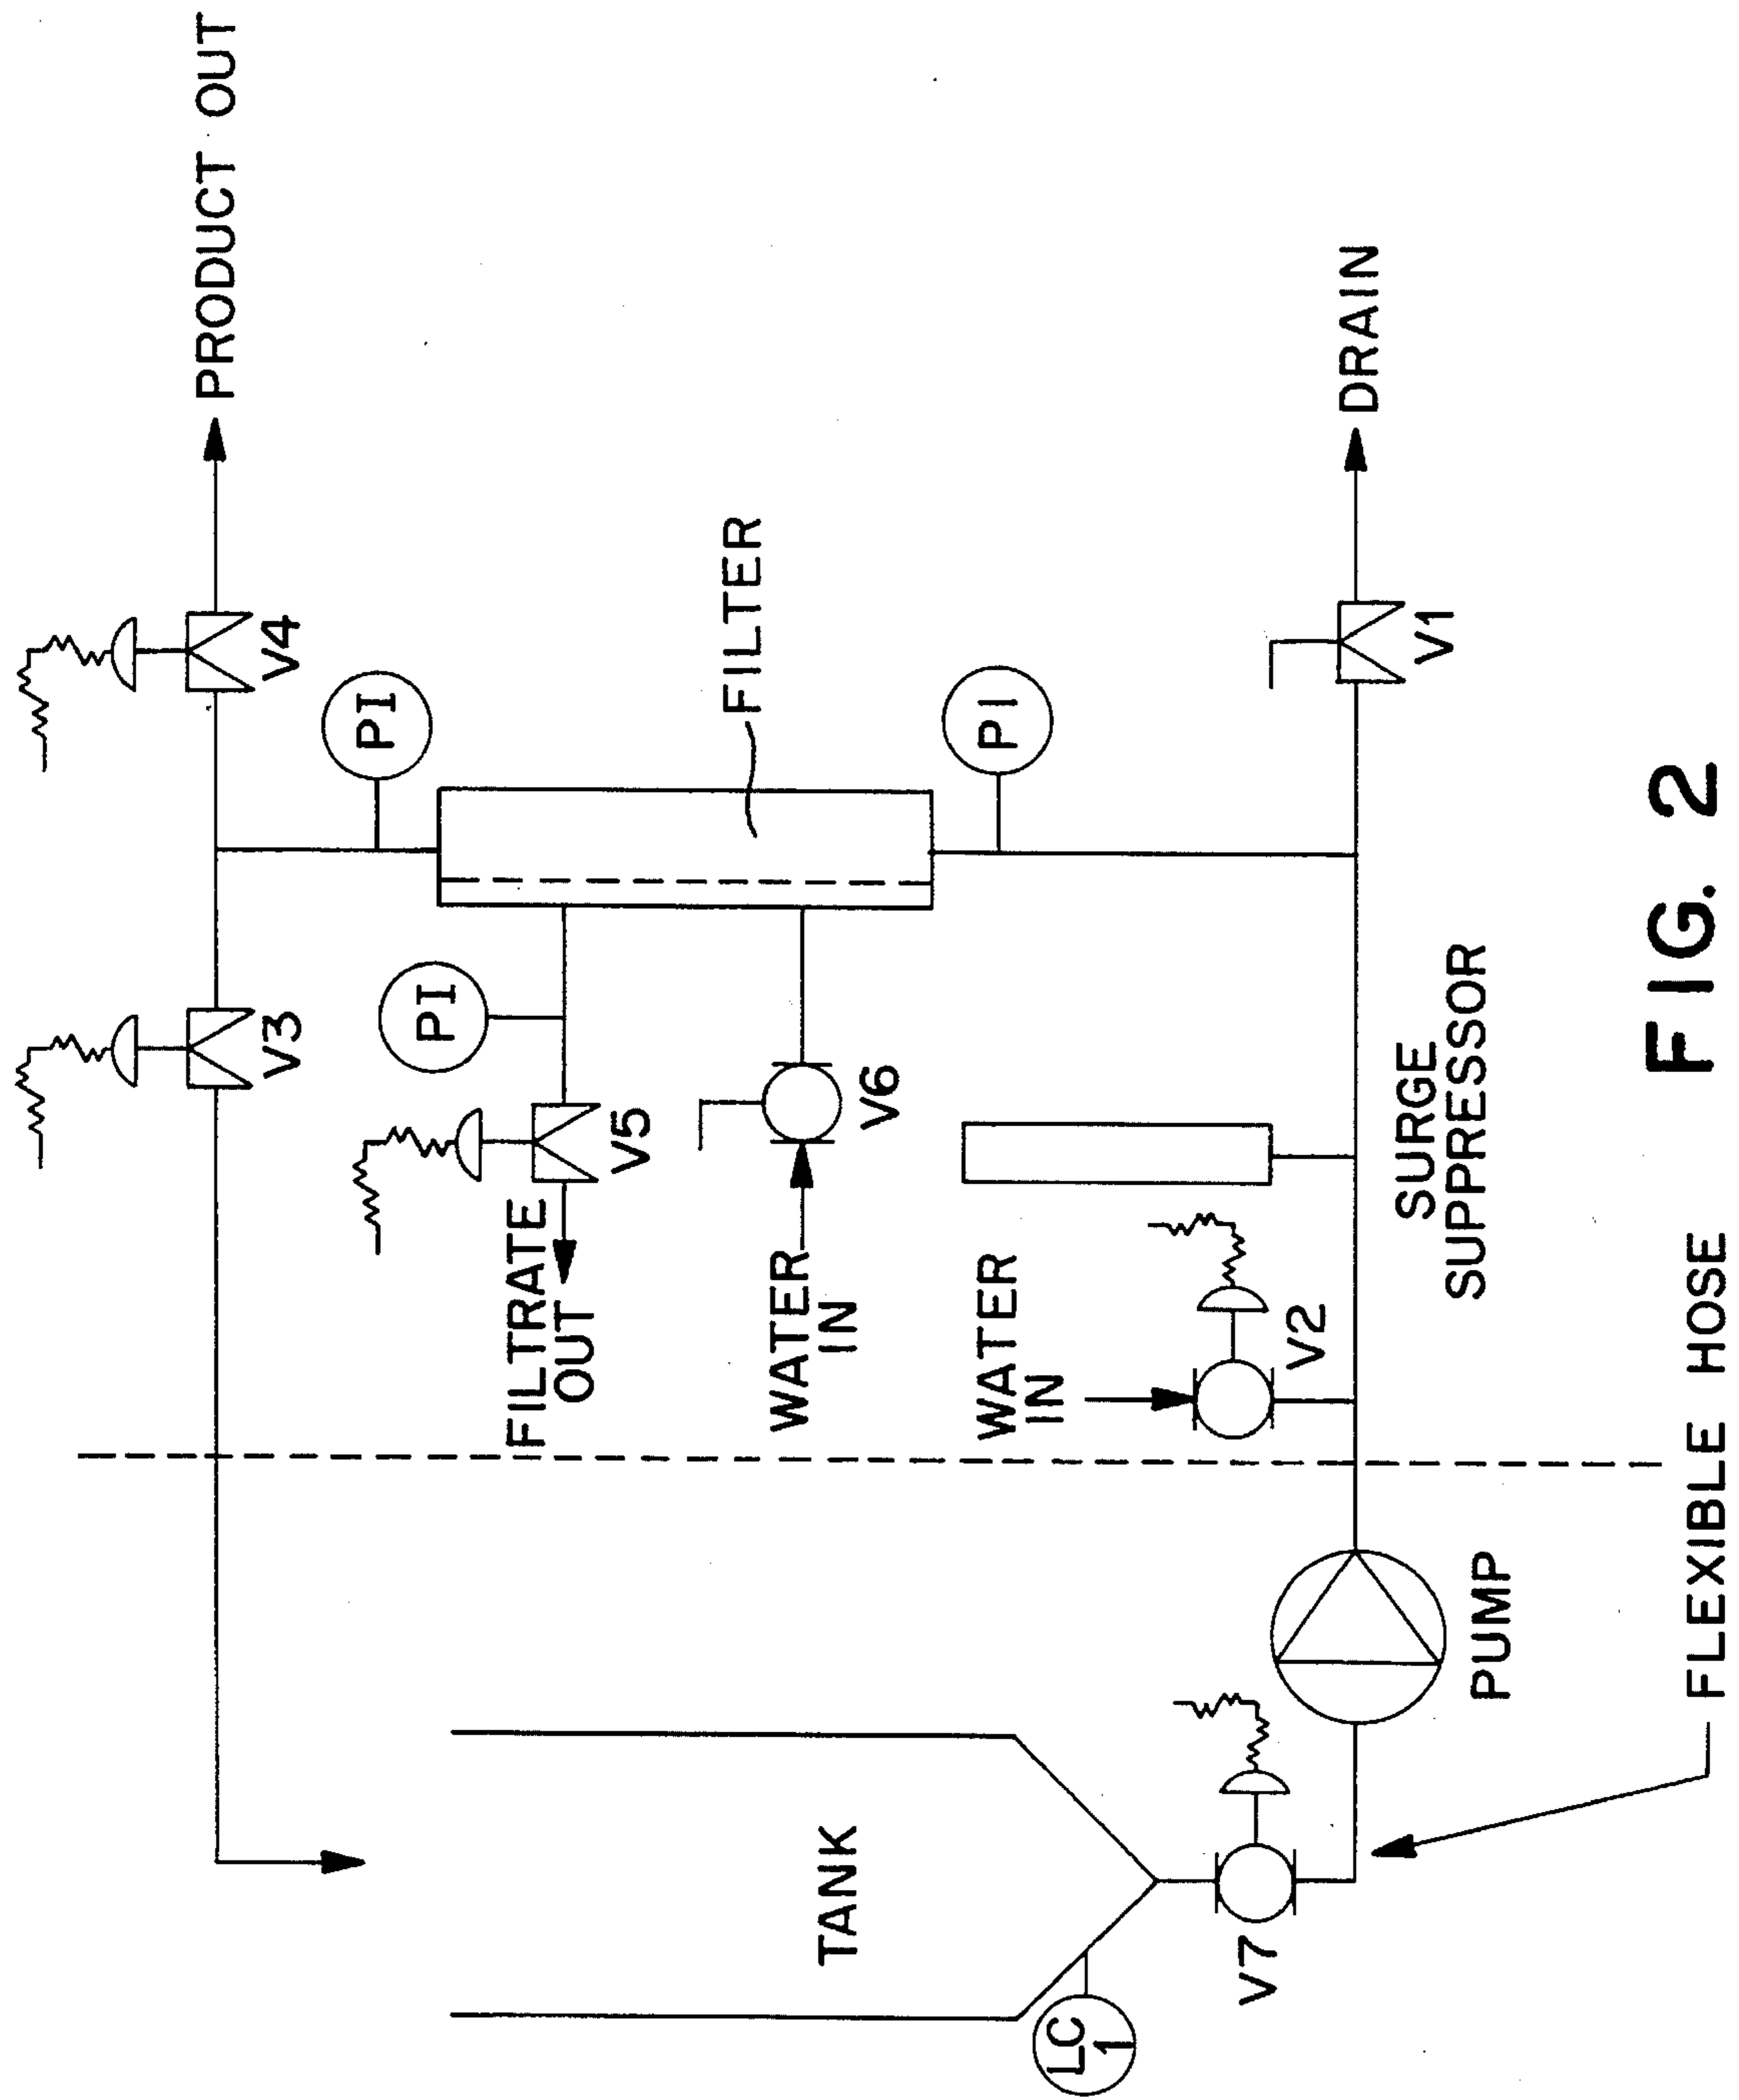 PRODUCT OUT
V3
V4
PI
PI
FILTRATE
OUT
V5
FILTER
WATER
IN
V6
WATER
IN
PI
V2
TANK
LC
1
V7
DRAIN
V1
SURGE
SUPPRESSOR
PUMP
FLEXIBLE HOSE
FIG. 2